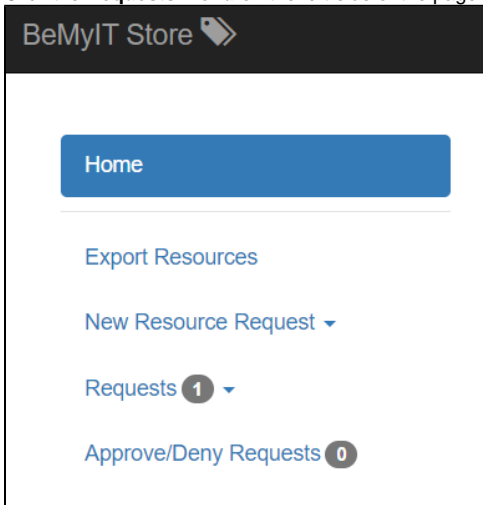 BeMyIT Store
Home
Export Resources
New Resource Request
Requests 1
Approve/Deny Requests 0